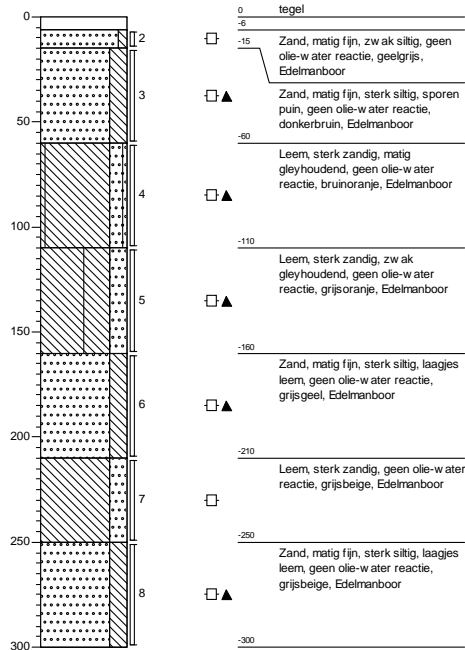 0
50
100
150
200
250
300
2
3
4
5
6
7
8
0
tegel
-6
Zand, matig fijn, zwak siltig, geen
olie-water reactie, geelgrijs,
Edelmanboor
-15
Zand, matig fijn, sterk siltig, sporen
puin, geen olie-water reactie,
donkerbruin, Edelmanboor
-60
Leem, sterk zandig, matig
gleyhoudend, geen olie-water
reactie, bruinoranje, Edelmanboor
-110
Leem, sterk zandig, zwak
gleyhoudend, geen olie-water
reactie, grijsoranje, Edelmanboor
-160
Zand, matig fijn, sterk siltig, laagjes
leem, geen olie-water reactie,
grijsgeel, Edelmanboor
-210
Leem, sterk zandig, geen olie-water
reactie, grijsbeige, Edelmanboor
-250
Zand, matig fijn, sterk siltig, laagjes
leem, geen olie-water reactie,
grijsbeige, Edelmanboor
-300